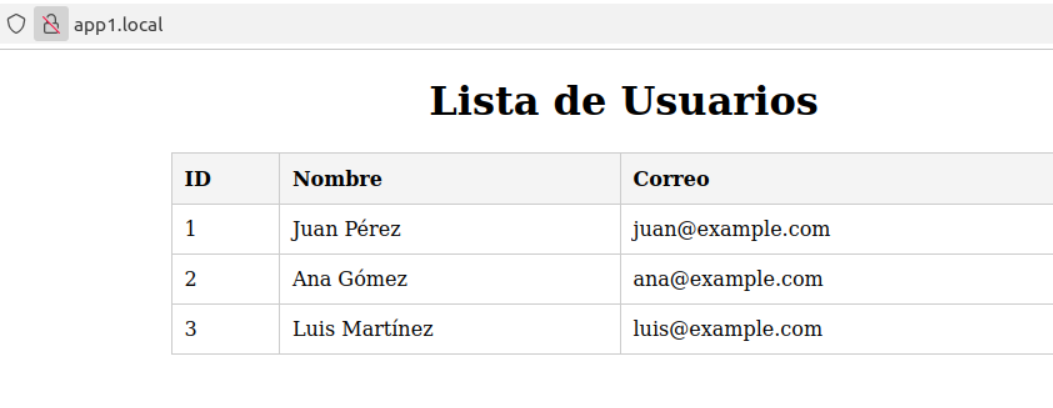 app1.local
Lista de Usuarios
ID Nombre Correo
1 Juan Pérez juan@example.com
2 Ana Gómez ana@example.com
3 Luis Martínez luis@example.com